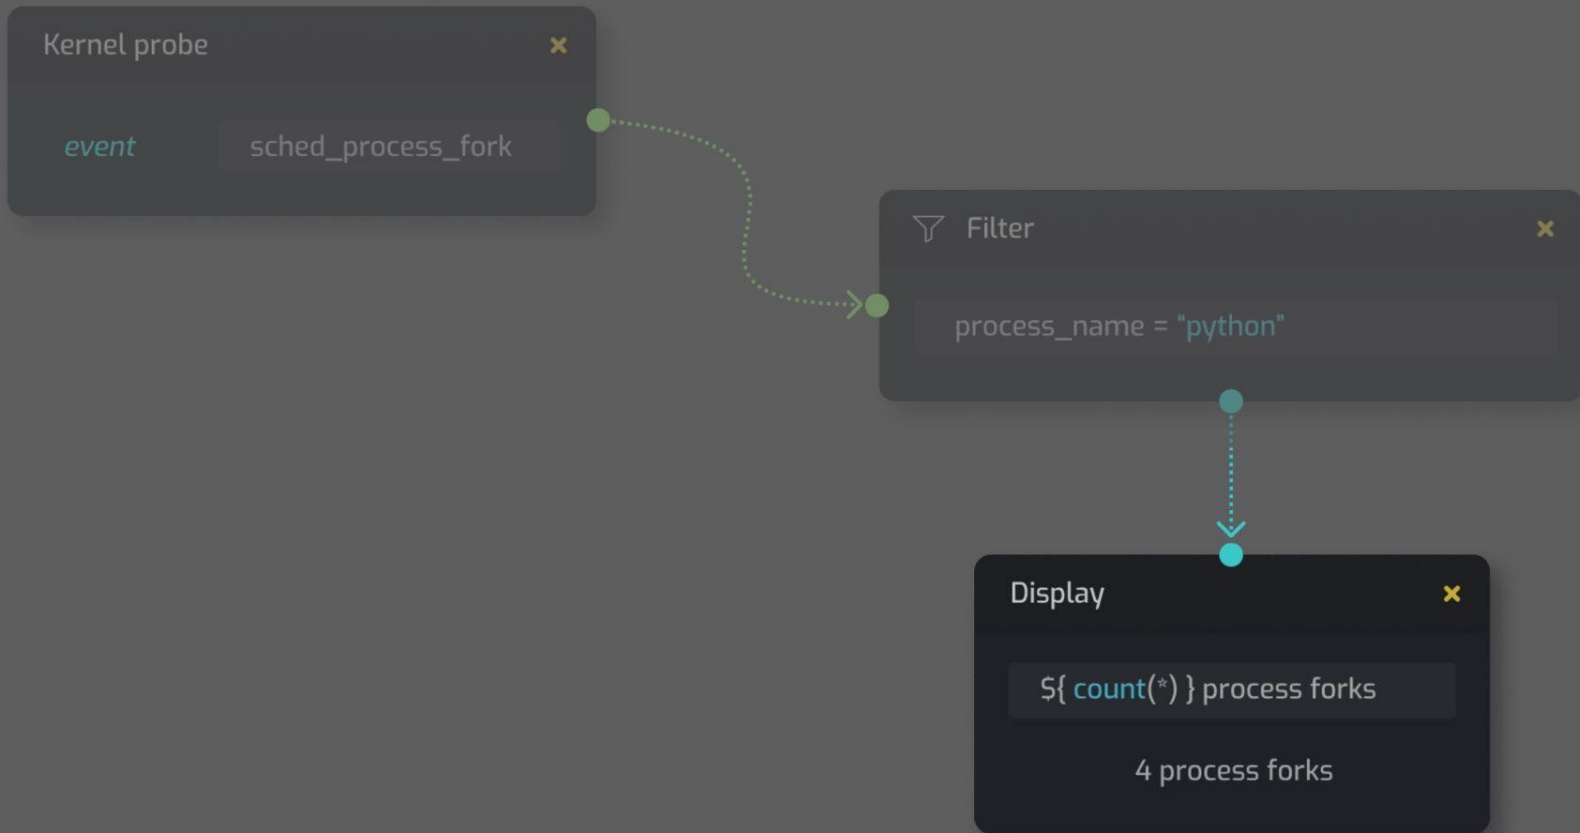 Kernel probe
event sched_process_fork
Filter
process_name = “python”
Display
${ count(*) } process forks
4 process forks